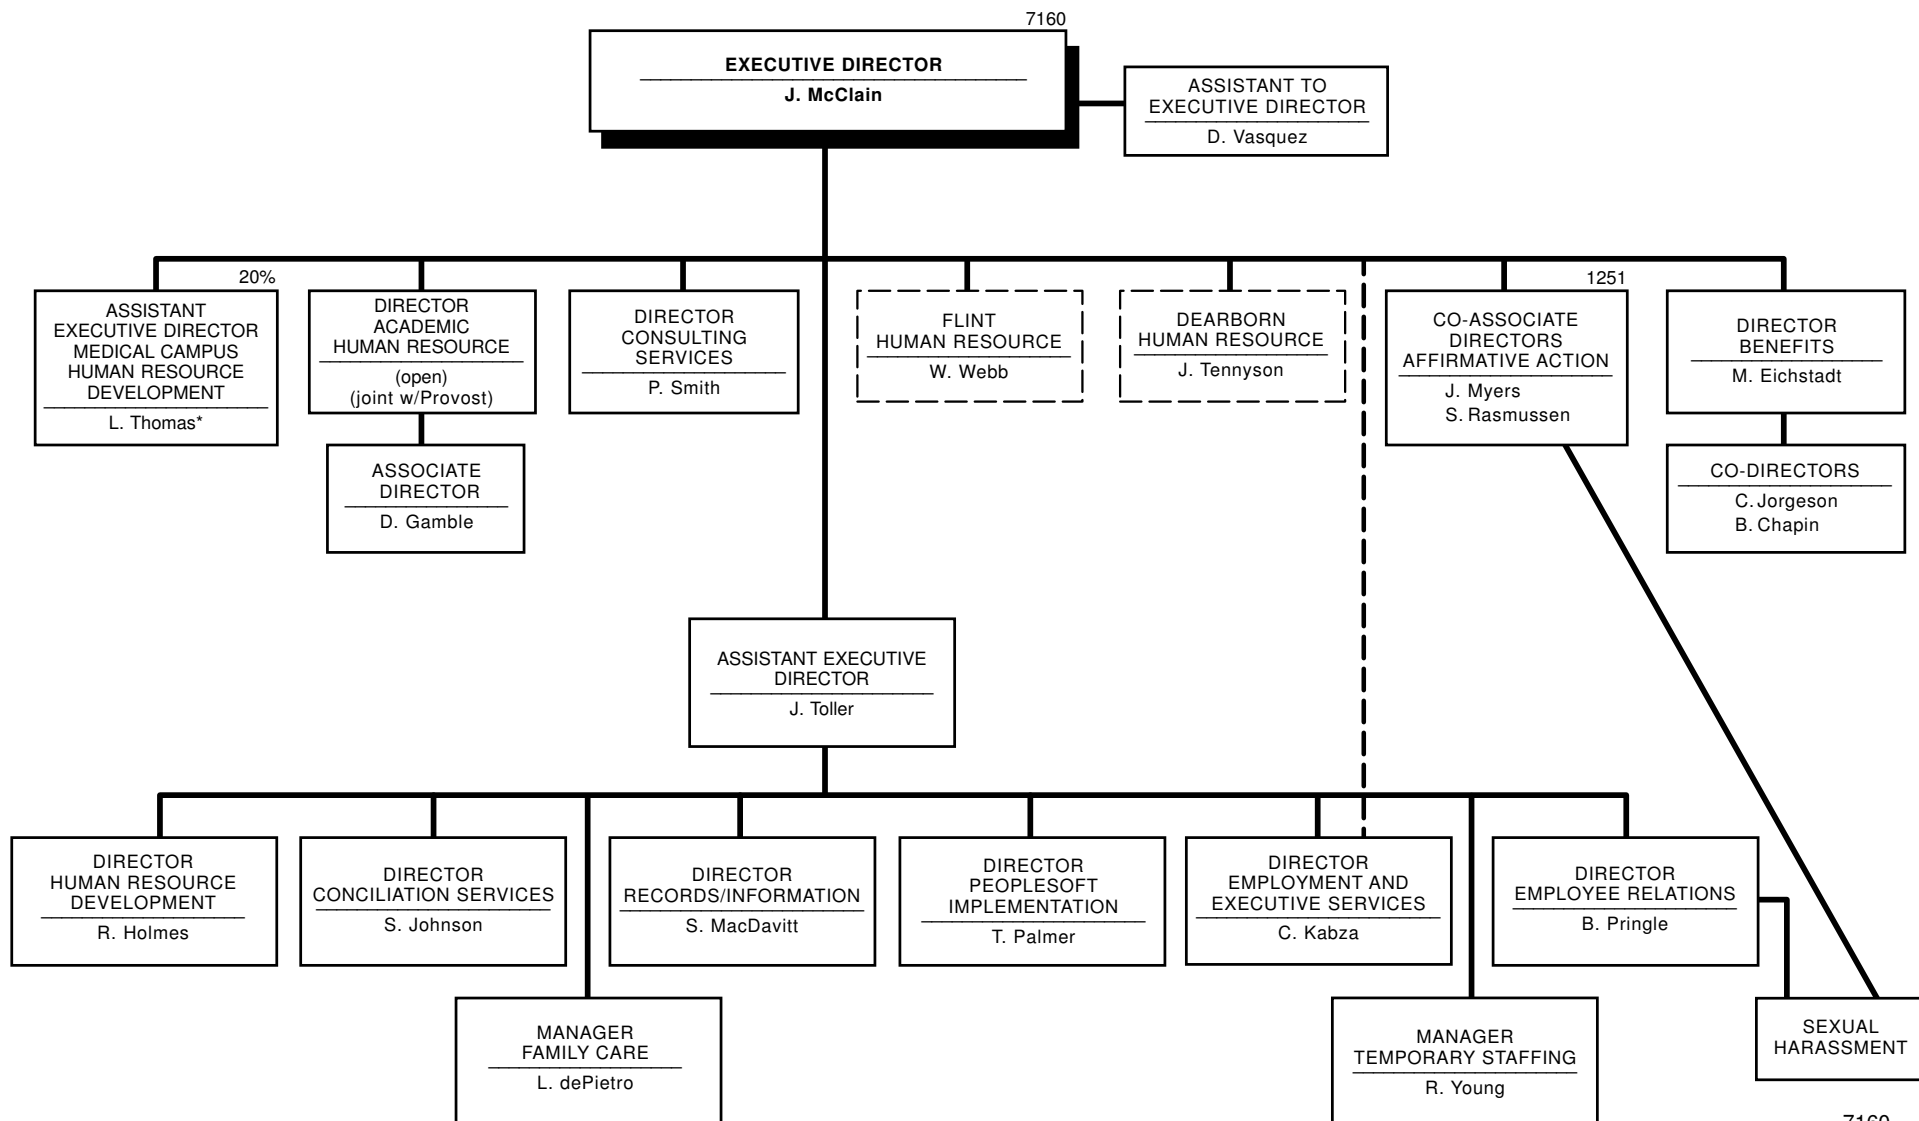 7160
EXECUTIVE DIRECTOR
J. McClain
ASSISTANT TO
EXECUTIVE DIRECTOR
D. Vasquez
20%
ASSISTANT
EXECUTIVE DIRECTOR
MEDICAL CAMPUS
HUMAN RESOURCE
DEVELOPMENT
L. Thomas*
DIRECTOR
ACADEMIC
HUMAN RESOURCE
(open)
(joint w/Provost)
DIRECTOR
CONSULTING
SERVICES
P. Smith
FLINT
HUMAN RESOURCE
W. Webb
DEARBORN
HUMAN RESOURCE
J. Tennyson
1251
CO-ASSOCIATE
DIRECTORS
AFFIRMATIVE ACTION
J. Myers
S. Rasmussen
DIRECTOR
BENEFITS
M. Eichstadt
ASSOCIATE
DIRECTOR
D. Gamble
CO-DIRECTORS
C. Jorgeson
B. Chapin
ASSISTANT EXECUTIVE
DIRECTOR
J. Toller
DIRECTOR
HUMAN RESOURCE
DEVELOPMENT
R. Holmes
DIRECTOR
CONCILIATION SERVICES
S. Johnson
DIRECTOR
RECORDS/INFORMATION
S. MacDavitt
DIRECTOR
PEOPLESOFT
IMPLEMENTATION
T. Palmer
DIRECTOR
EMPLOYMENT AND
EXECUTIVE SERVICES
C. Kabza
DIRECTOR
EMPLOYEE RELATIONS
B. Pringle
MANAGER
FAMILY CARE
L. dePietro
MANAGER
TEMPORARY STAFFING
R. Young
SEXUAL
HARASSMENT
7160